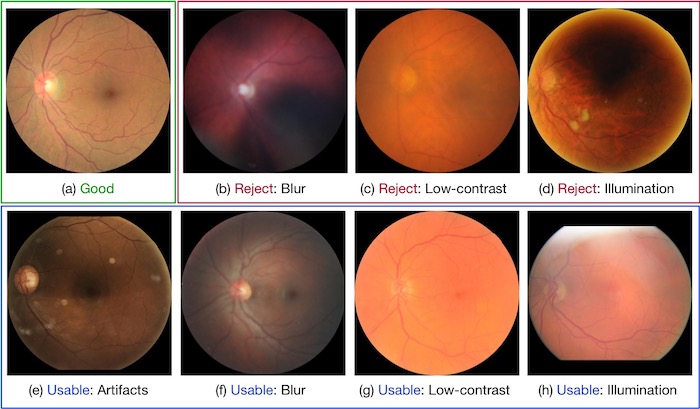 (a) Good
(b) Reject: Blur
(c) Reject: Low-contrast
(d) Reject: Illumination
(e) Usable: Artifacts
(f) Usable: Blur
(g) Usable: Low-contrast
(h) Usable: Illumination